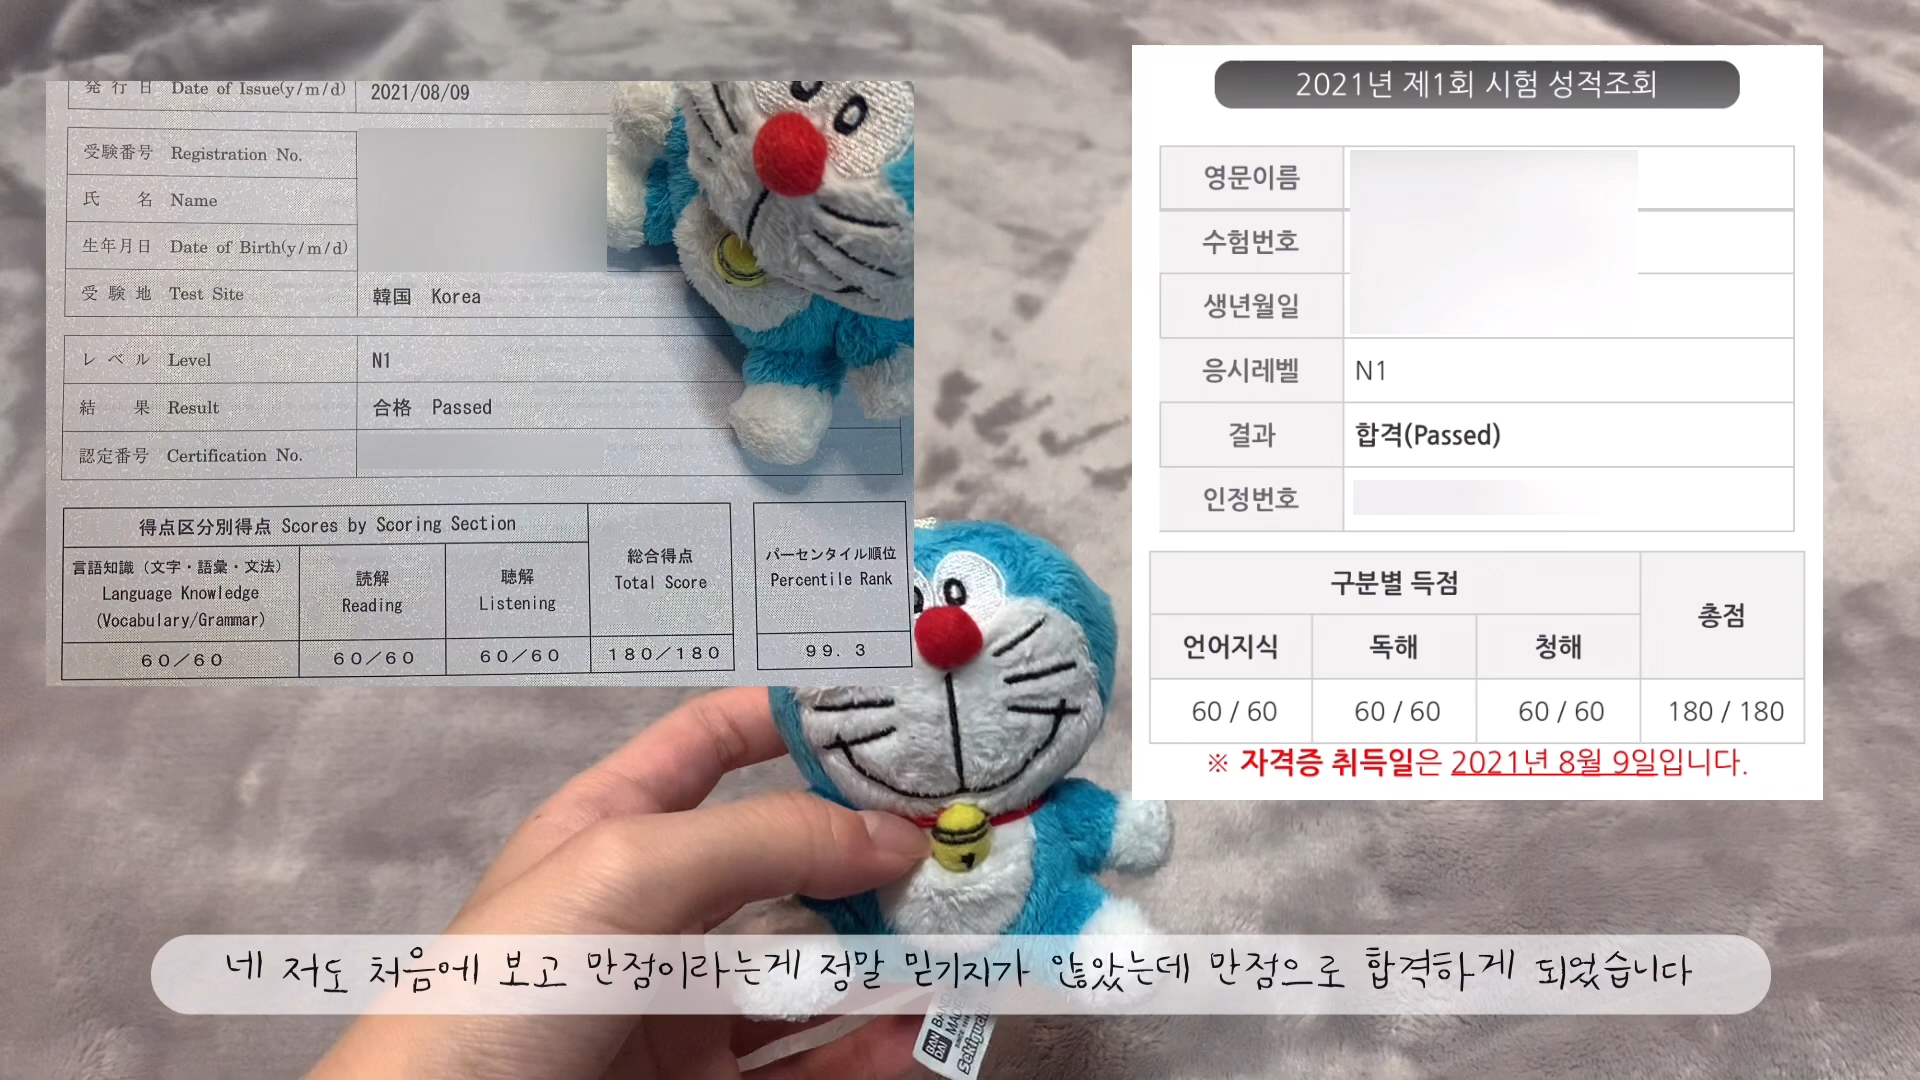 発行日 Date of Issue(y/m/d) 2021/08/09
受験番号 Registration No.
氏名 Name
生年月日 Date of Birth(y/m/d)
受験地 Test Site 韓国 Korea
レベル Level N1
結果 Result 合格 Passed
認定番号 Certification No.
得点区分別得点 Scores by Scoring Section
言語知識（文字・語彙・文法）
Language Knowledge
(Vocabulary/Grammar)
読解
Reading
聴解
Listening
総合得点
Total Score
パーセンタイル順位
Percentile Rank
60／60 60／60 60／60 180／180 99. 3
2021년 제1회 시험 성적조회
영문이름
수험번호
생년월일
응시레벨 N1
결과 합격(Passed)
인정번호
구분별 득점
총점
언어지식 독해 청해
60 / 60 60 / 60 60 / 60 180 / 180
※ 자격증 취득일은 2021년 8월 9일입니다.
네 저도 처음에 보고 만점이라는게 정말 믿기지가 않았는데 만점으로 합격하게 되었습니다
BAN
DAI